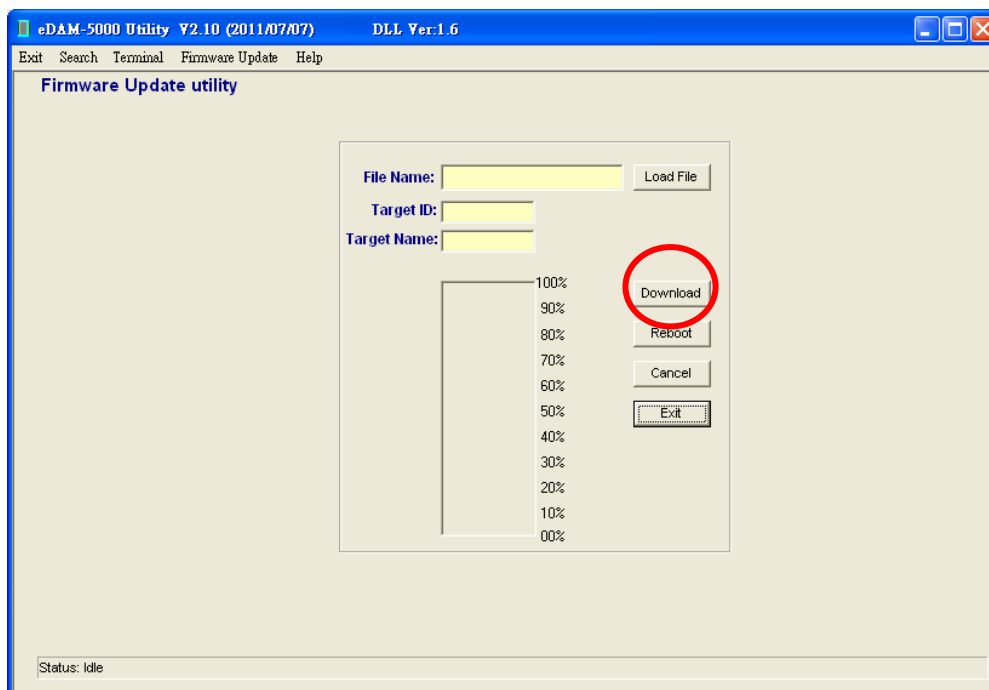 eDAM-5000 Utility V2.10 (2011/07/07) DLL Ver:1.6
Exit Search Terminal Firmware Update Help
Firmware Update utility
File Name:
Load File
Target ID:
Target Name:
100%
90%
80%
70%
60%
50%
40%
30%
20%
10%
00%
Download
Reboot
Cancel
Exit
Status: Idle